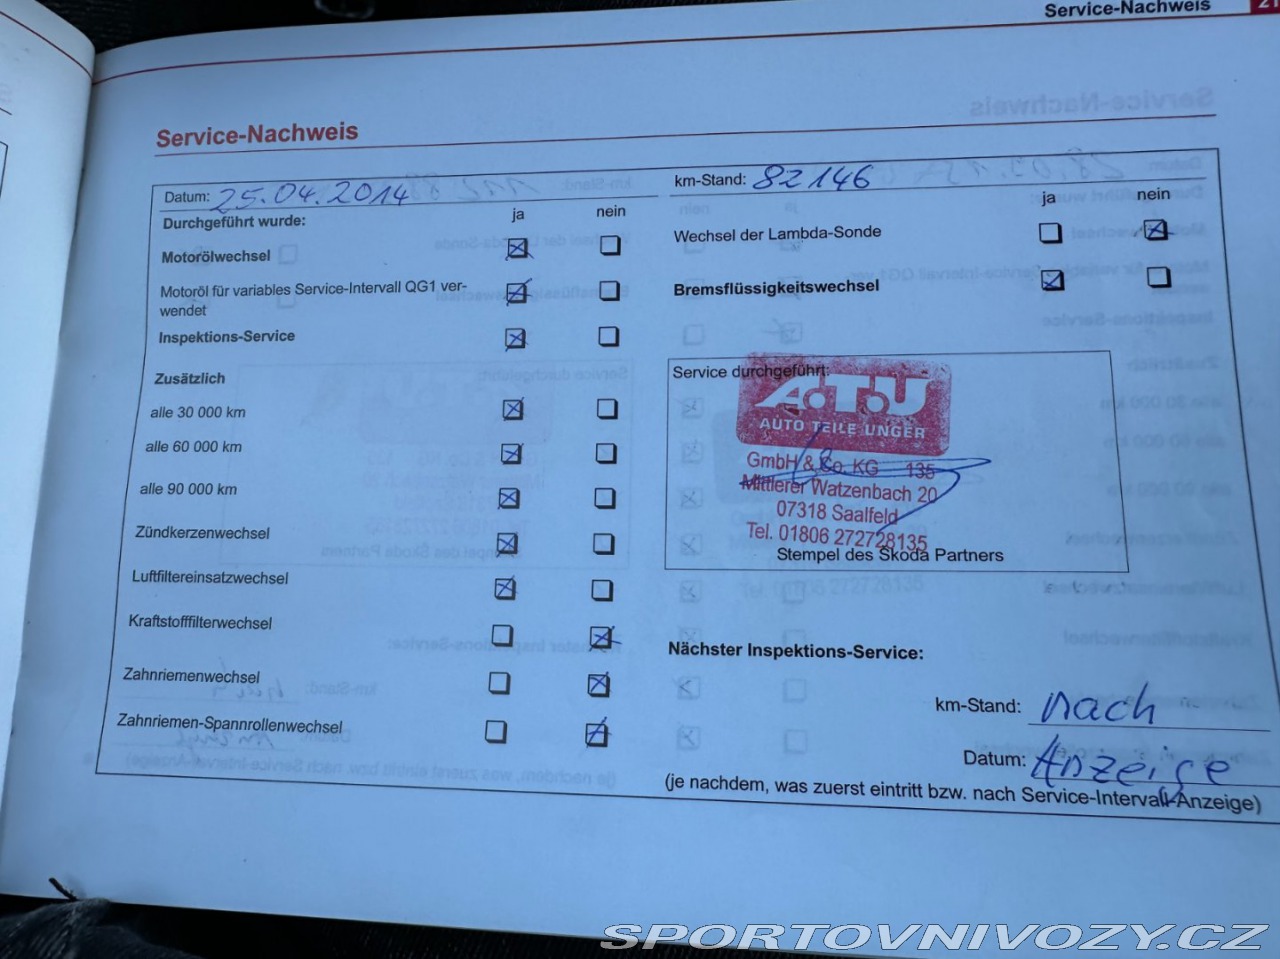 Service-Nachweis
21
Service-Nachweis
Datum: 25.04.2014
km-Stand: 82146
Durchgeführt wurde:
ja nein
ja nein
Motorölwechsel
Wechsel der Lambda-Sonde
Motoröl für variables Service-Intervall QG1 ver-
wendet
Bremsflüssigkeitswechsel
Inspektions-Service
Zusätzlich
alle 30 000 km
alle 60 000 km
alle 90 000 km
Zündkerzenwechsel
Luftfiltereinsatzwechsel
Kraftstofffilterwechsel
Zahnriemenwechsel
Zahnriemen-Spannrollenwechsel
Service durchgeführt:
A.T.U
AUTO TEILE UNGER
GmbH & Co. KG 135
Mittlerer Watzenbach 20
07318 Saalfeld
Tel. 01806 272728135
Stempel des Škoda Partners
Nächster Inspektions-Service:
km-Stand: nach
Datum: Anzeige
(je nachdem, was zuerst eintritt bzw. nach Service-Intervall-Anzeige)
SPORTOVNIVOZY.CZ